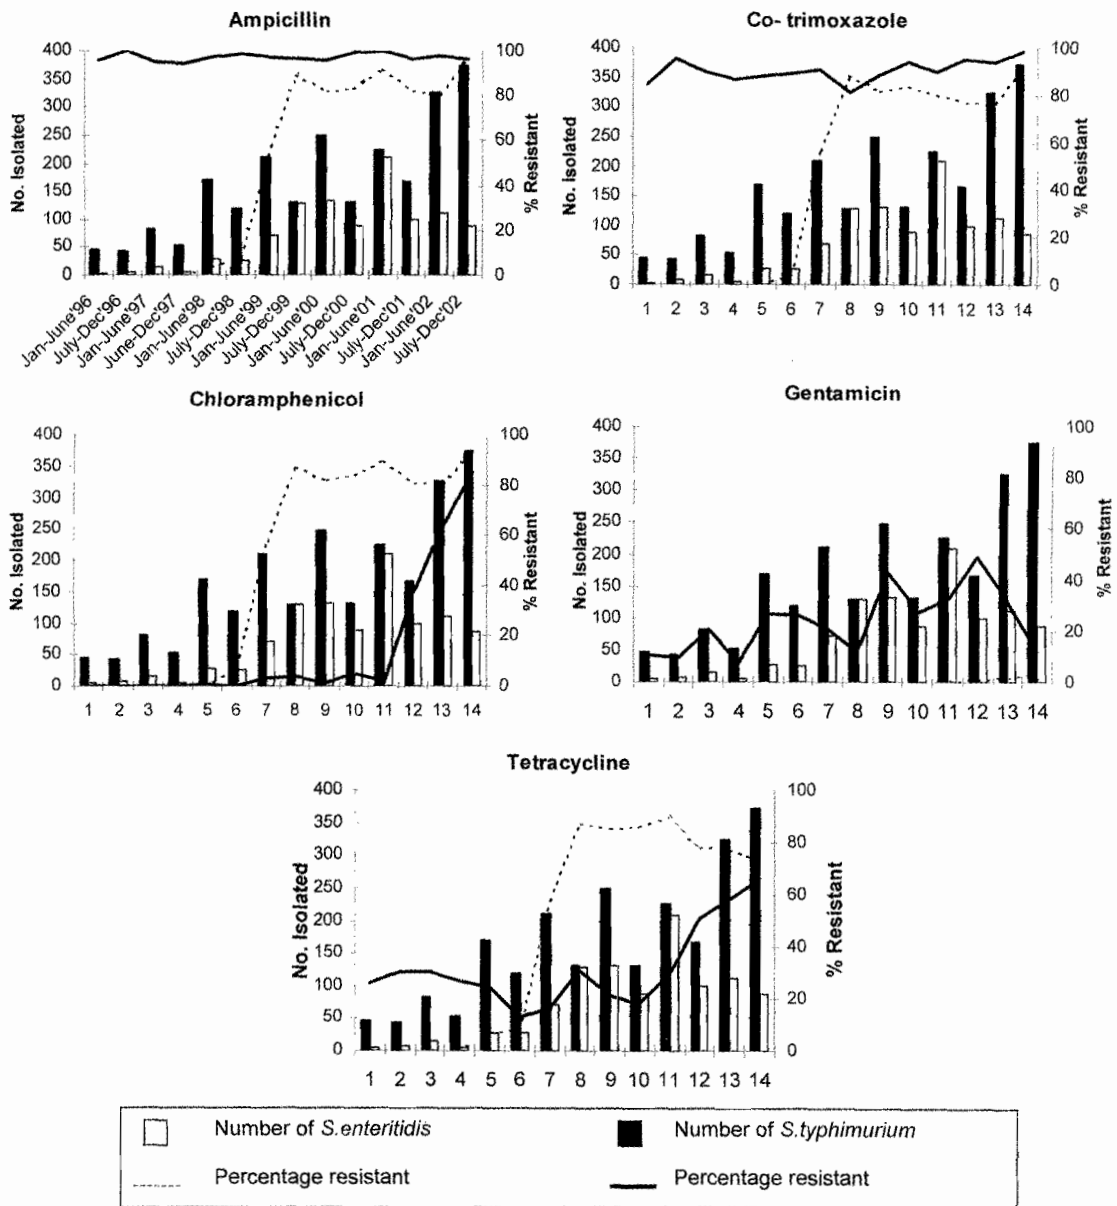 Ampicillin
No. Isolated
400
350
300
250
200
150
100
50
0
% Resistant
100
80
60
40
20
0
Jan-June'96
July-Dec'96
Jan-June'97
June-Dec'97
Jan-June'98
July-Dec'98
Jan-June'99
July-Dec'99
Jan-June'00
July-Dec'00
Jan-June'01
July-Dec'01
Jan-June'02
July-Dec'02
Co- trimoxazole
No. Isolated
400
350
300
250
200
150
100
50
0
% Resistant
100
80
60
40
20
0
1 2 3 4 5 6 7 8 9 10 11 12 13 14
Chloramphenicol
No. Isolated
400
350
300
250
200
150
100
50
0
% Resistant
100
80
60
40
20
0
1 2 3 4 5 6 7 8 9 10 11 12 13 14
Gentamicin
No. Isolated
400
350
300
250
200
150
100
50
0
% Resistant
100
80
60
40
20
0
1 2 3 4 5 6 7 8 9 10 11 12 13 14
Tetracycline
No. Isolated
400
350
300
250
200
150
100
50
0
% Resistant
100
80
60
40
20
0
1 2 3 4 5 6 7 8 9 10 11 12 13 14
Number of S.enteritidis
Number of S.typhimurium
Percentage resistant
Percentage resistant